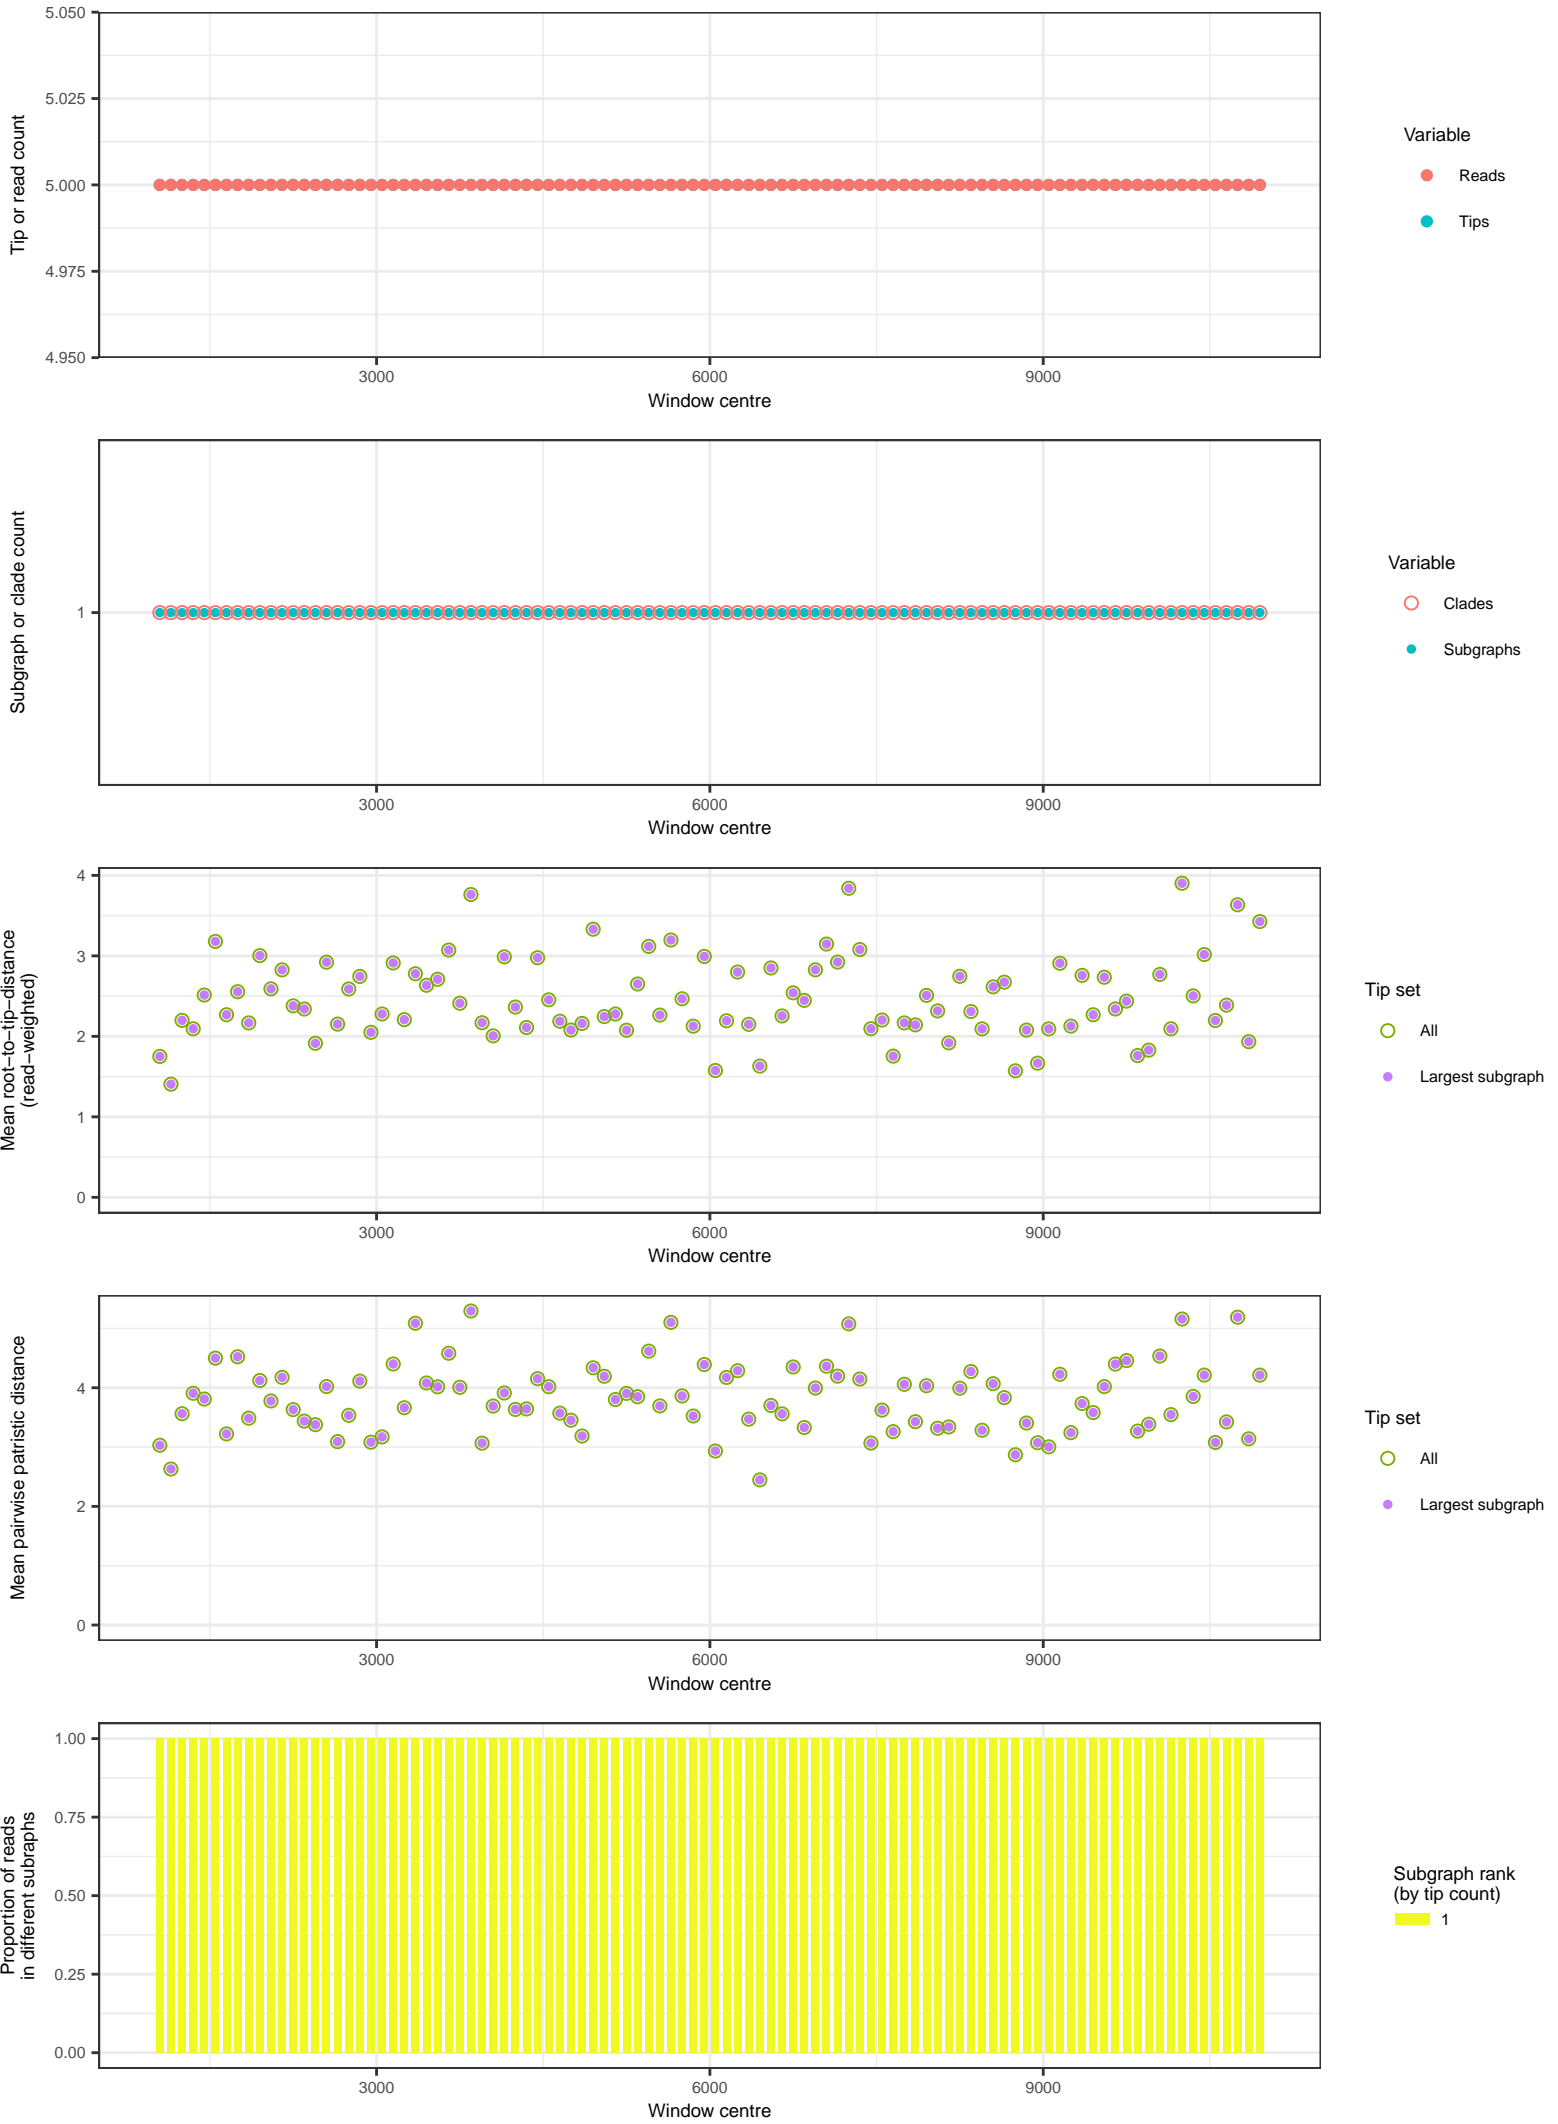 5.050
5.025
5.000
4.975
4.950
Tip or read count
3000
6000
9000
Window centre
Variable
Reads
Tips
1
Subgraph or clade count
3000
6000
9000
Window centre
Variable
Clades
Subgraphs
4
3
2
1
0
Mean root−to−tip−distance
(read−weighted)
3000
6000
9000
Window centre
Tip set
All
Largest subgraph
4
2
0
Mean pairwise patristic distance
3000
6000
9000
Window centre
Tip set
All
Largest subgraph
1.00
0.75
0.50
0.25
0.00
Proportion of reads
in different subraphs
3000
6000
9000
Window centre
Subgraph rank
(by tip count)
1